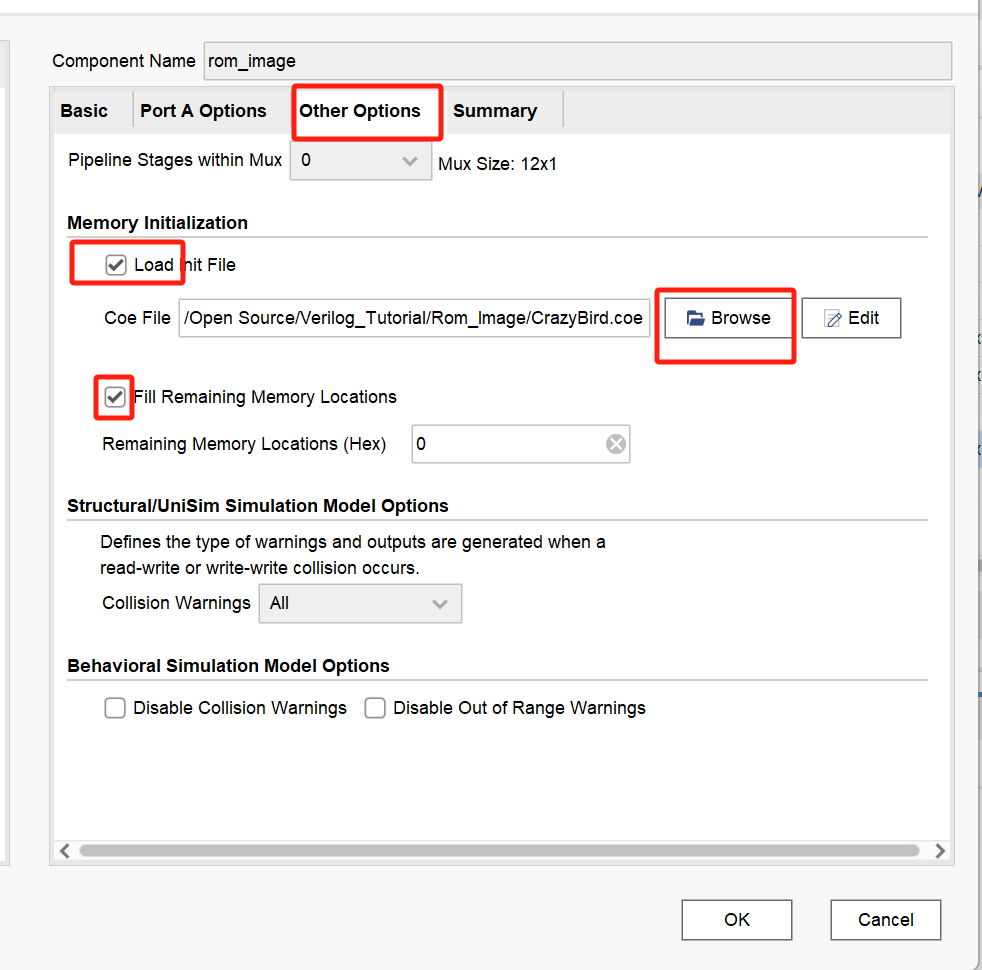 Component Name rom_image
Basic Port A Options Other Options Summary
Pipeline Stages within Mux 0 Mux Size: 12x1
Memory Initialization
Load Init File
Coe File /Open Source/Verilog_Tutorial/Rom_Image/CrazyBird.coe Browse Edit
Fill Remaining Memory Locations
Remaining Memory Locations (Hex) 0
Structural/UniSim Simulation Model Options
Defines the type of warnings and outputs are generated when a
read-write or write-write collision occurs.
Collision Warnings All
Behavioral Simulation Model Options
Disable Collision Warnings Disable Out of Range Warnings
OK Cancel